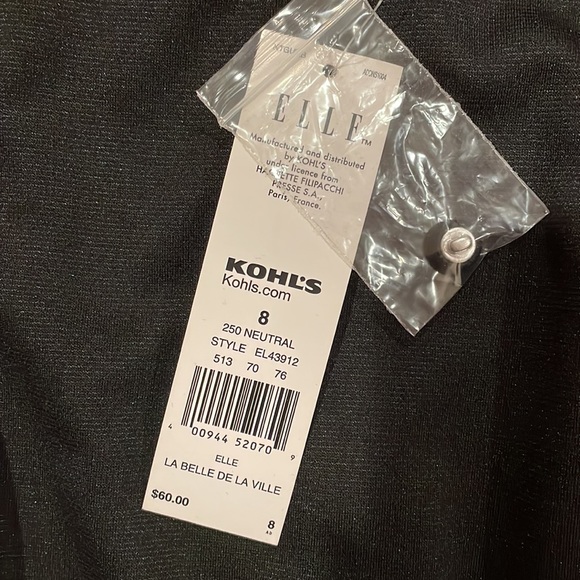 ELLE™
Manufactured and distributed
by KOHL'S
under licence from
HACHETTE FILIPACCHI
PRESSE S.A.,
Paris, France.
KOHL'S
Kohls.com
8
250 NEUTRAL
STYLE EL43912
513 70 76
4 00944 52070 9
ELLE
LA BELLE DE LA VILLE
$60.00
8